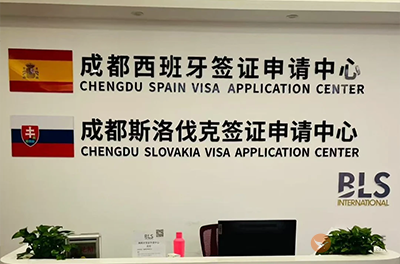 成都西班牙签证申请中心
CHENGDU SPAIN VISA APPLICATION CENTER
成都斯洛伐克签证申请中心
CHENGDU SLOVAKIA VISA APPLICATION CENTER
BLS
INTERNATIONAL
BLS